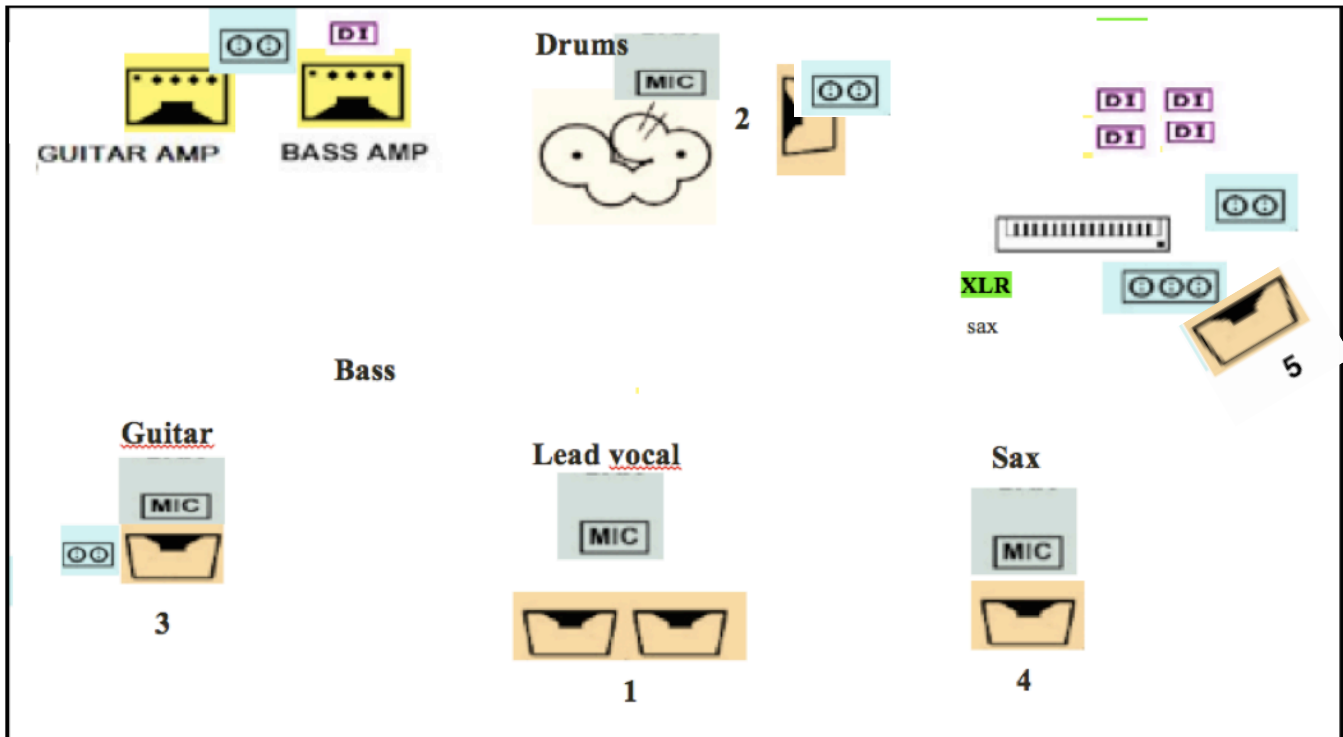 DI
Drums
MIC
2
GUITAR AMP
BASS AMP
DI DI
DI DI
XLR
sax
5
Bass
Guitar
MIC
3
Lead vocal
MIC
1
Sax
MIC
4